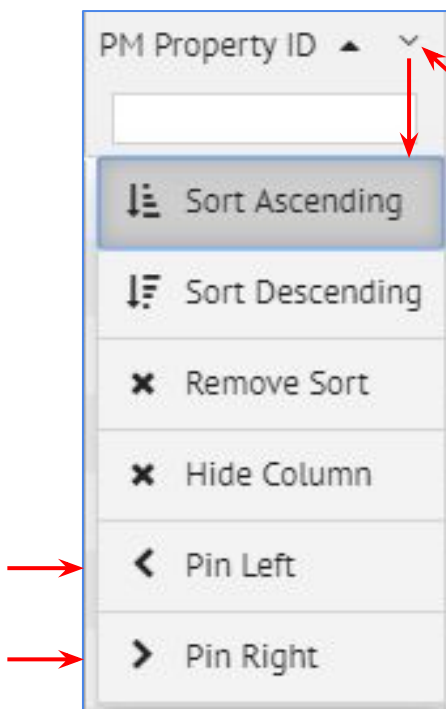 PM Property ID
Sort Ascending
Sort Descending
Remove Sort
Hide Column
Pin Left
Pin Right